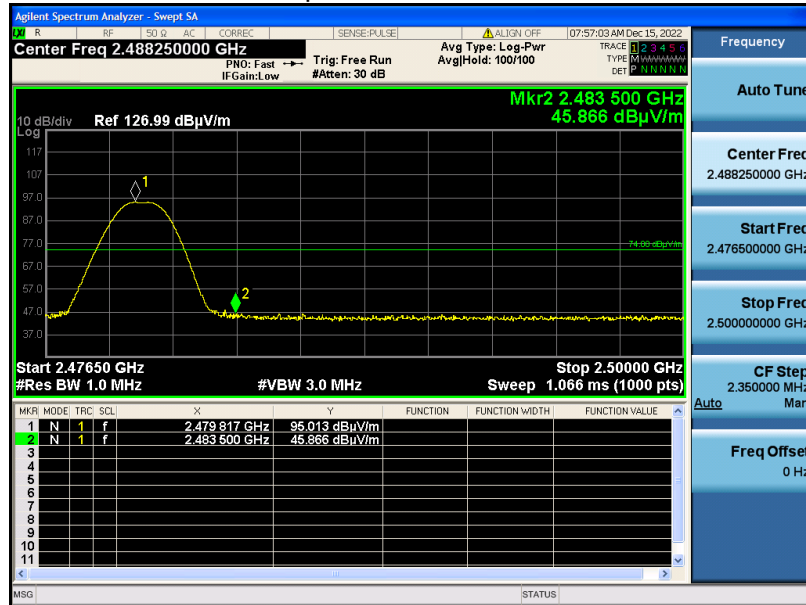 Agilent Spectrum Analyzer - Swept SA
LXI R RF 50 Ω AC CORREC SENSE:PULSE ALIGN OFF 07:57:03 AM Dec 15, 2022
Center Freq 2.488250000 GHz
PNO: Fast Trig: Free Run Avg Type: Log-Pwr TRACE 1 2 3 4 5 6
IFGain:Low #Atten: 30 dB Avg|Hold: 100/100 TYPE M
DET P N N N N N
Mkr2 2.483 500 GHz
45.866 dBµV/m
10 dB/div Ref 126.99 dBµV/m
Log
117
107
97.0
87.0
77.0
67.0
57.0
47.0
37.0
1
2
74.00 dBµV/m
Start 2.47650 GHz Stop 2.50000 GHz
#Res BW 1.0 MHz #VBW 3.0 MHz Sweep 1.066 ms (1000 pts)
MKR MODE TRC SCL X Y FUNCTION FUNCTION WIDTH FUNCTION VALUE
1 N 1 f 2.479 817 GHz 95.013 dBµV/m
2 N 1 f 2.483 500 GHz 45.866 dBµV/m
3
4
5
6
7
8
9
10
11
MSG STATUS
Frequency
Auto Tune
Center Freq
2.488250000 GHz
Start Freq
2.476500000 GHz
Stop Freq
2.500000000 GHz
CF Step
2.350000 MHz
Auto Man
Freq Offset
0 Hz